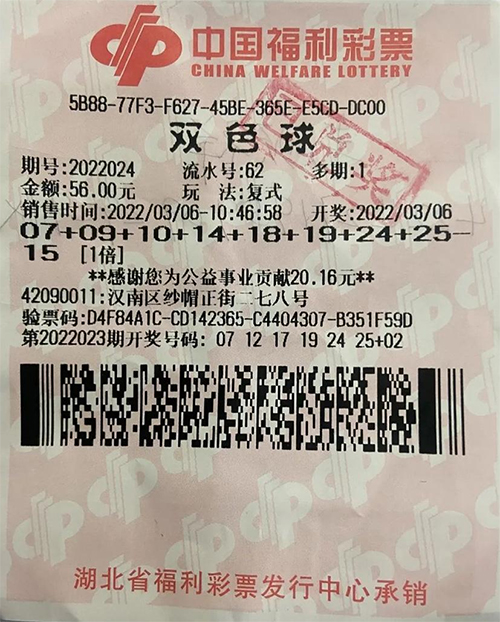 中国福利彩票
CHINA WELFARE LOTTERY
5B88-77F3-F627-45BE-365E-E5CD-DC00
双色球
期号:2022024 流水号:62 多期:1
金额:56.00元 玩 法:复式
销售时间:2022/03/06-10:46:58 开奖:2022/03/06
07+09+10+14+18+19+24+25-
15 [1倍]
**感谢您为公益事业贡献20.16元**
42090011:汉南区纱帽正街二七八号
验票码:D4F84A1C-CD142365-C4404307-B351F59D
第2022023期开奖号码: 07 12 17 19 24 25+02
湖北省福利彩票发行中心承销